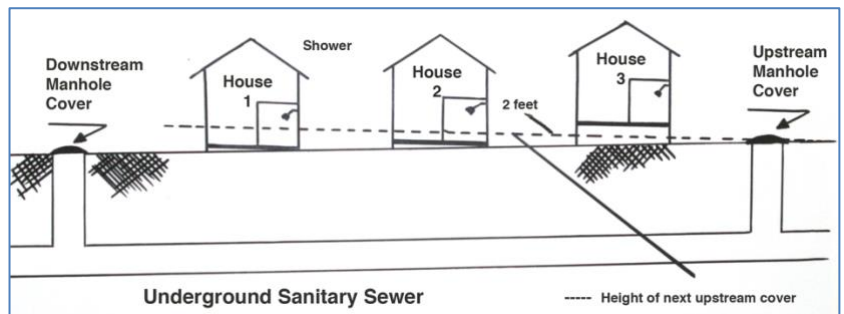 Shower
Downstream
Manhole
Cover
House
1
House
2
2 feet
House
3
Upstream
Manhole
Cover
Underground Sanitary Sewer
----- Height of next upstream cover